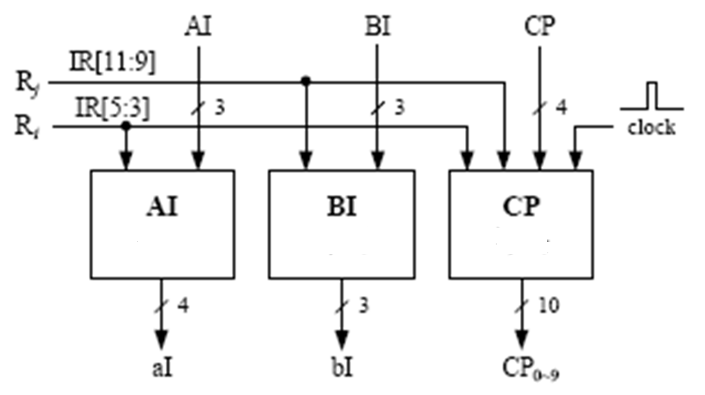 AI BI CP
IR[11:9]
Rj
IR[5:3] 3 3 4
Ri clock
AI BI CP
4 3 10
aI bI CP0~9